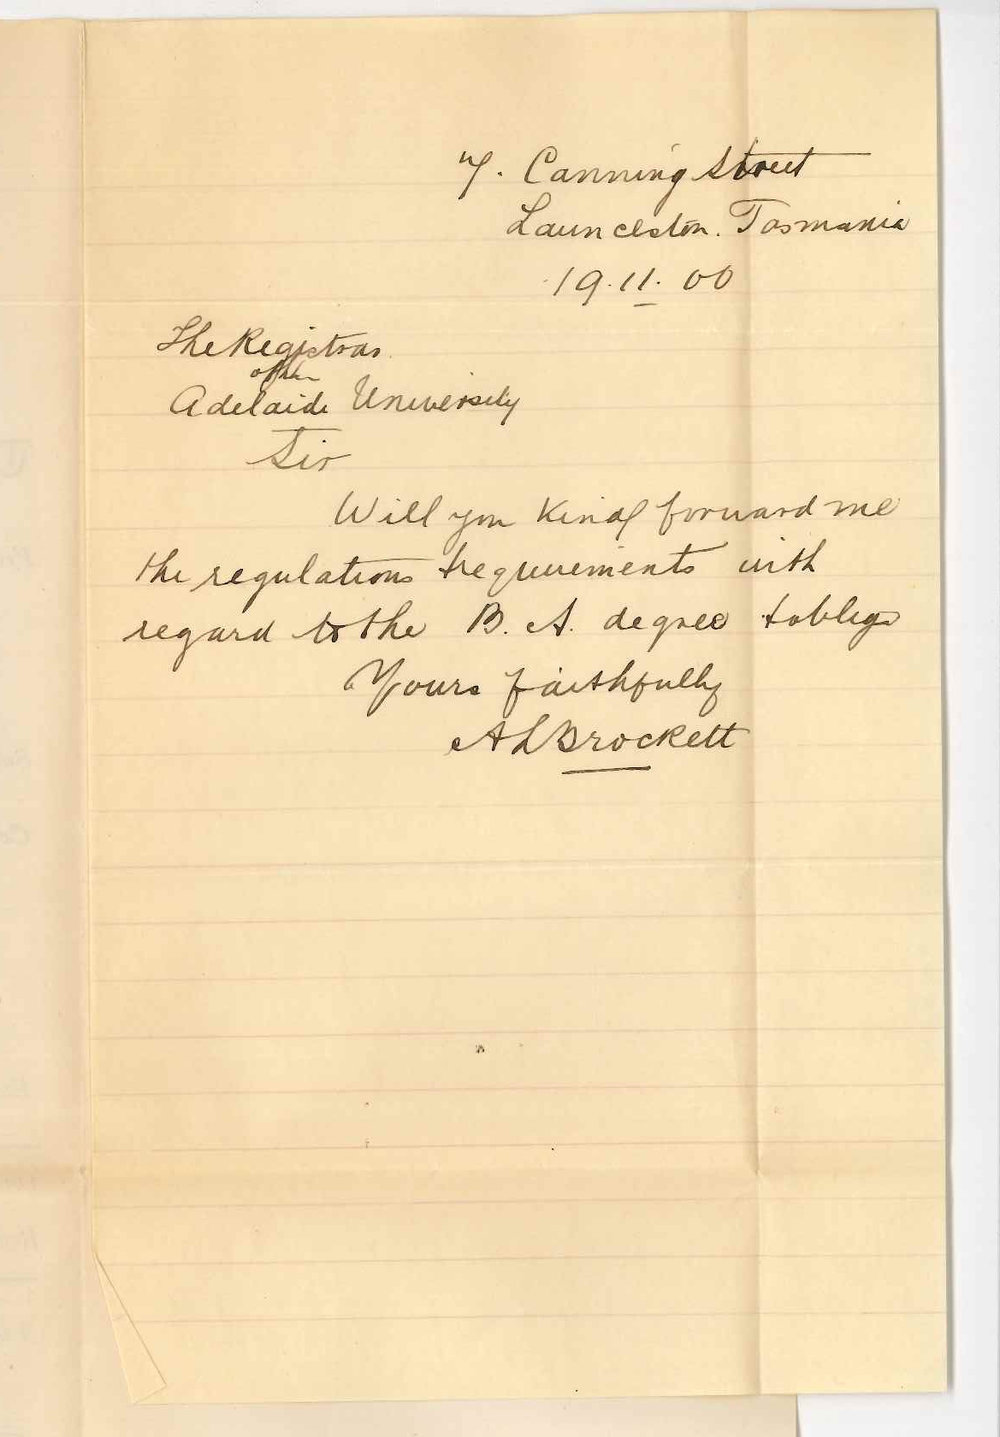 7. Canning Street
Launceston. Tasmania
19.11.00
The Registrar
of the
Adelaide University
Sir
Will you kindly forward me
the regulations & requirements with
regard to the B. A. degree & oblige
Yours faithfully
A L Brockett